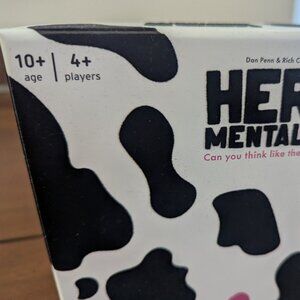 10+ 4+
age players
Dan Penn & Rich C
HER
MENTAL
Can you think like the